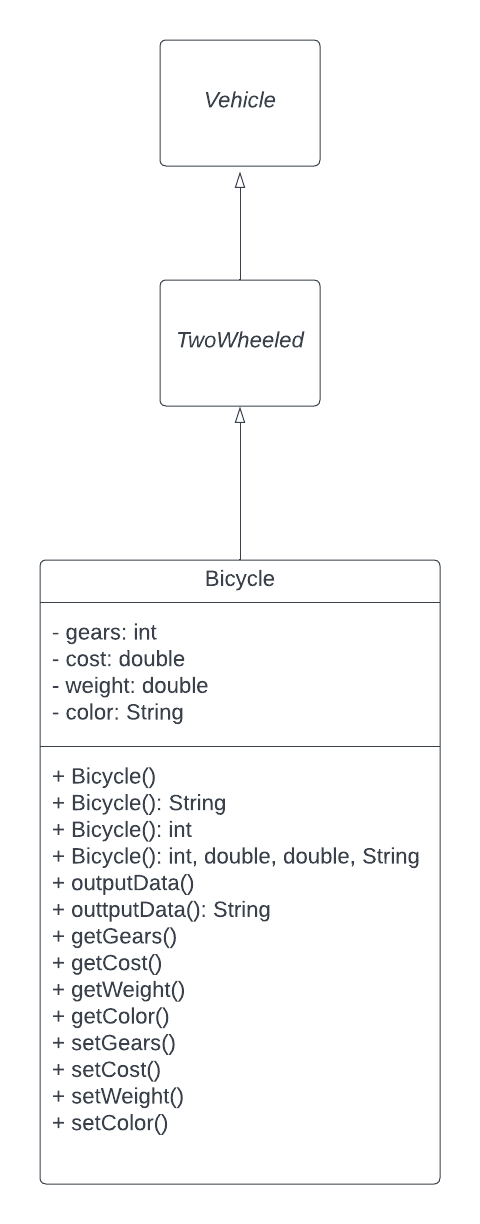 Vehicle
TwoWheeled
Bicycle
- gears: int
- cost: double
- weight: double
- color: String
+ Bicycle()
+ Bicycle(): String
+ Bicycle(): int
+ Bicycle(): int, double, double, String
+ outputData()
+ outtputData(): String
+ getGears()
+ getCost()
+ getWeight()
+ getColor()
+ setGears()
+ setCost()
+ setWeight()
+ setColor()